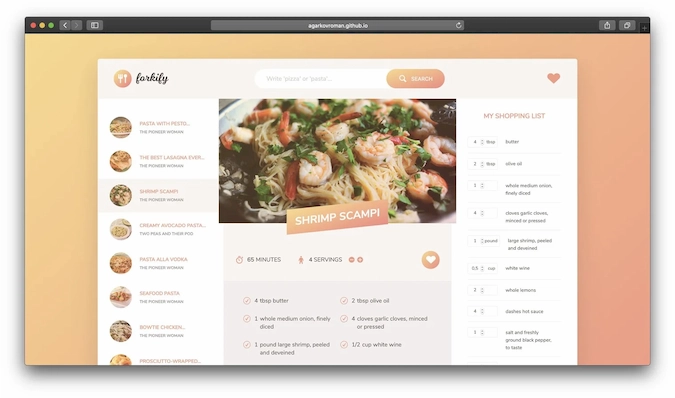 agarkovroman.github.io
forkify
Write 'pizza' or 'pasta'...
SEARCH
PASTA WITH PESTO...
THE PIONEER WOMAN
THE BEST LASAGNA EVER...
THE PIONEER WOMAN
SHRIMP SCAMPI
THE PIONEER WOMAN
CREAMY AVOCADO PASTA...
TWO PEAS AND THEIR POD
PASTA ALLA VODKA
THE PIONEER WOMAN
SEAFOOD PASTA
THE PIONEER WOMAN
BOWTIE CHICKEN...
THE PIONEER WOMAN
PROSCIUTTO-WRAPPED...
SHRIMP SCAMPI
65 MINUTES
4 SERVINGS
4 tbsp butter
2 tbsp olive oil
1 whole medium onion, finely
diced
4 cloves garlic cloves, minced
or pressed
1 pound large shrimp, peeled
and deveined
1/2 cup white wine
MY SHOPPING LIST
4 tbsp butter
2 tbsp olive oil
1 whole medium onion,
finely diced
4 cloves garlic cloves,
minced or pressed
1 pound large shrimp, peeled
and deveined
0,5 cup white wine
2 whole lemons
4 dashes hot sauce
1 salt and freshly
ground black pepper,
to taste